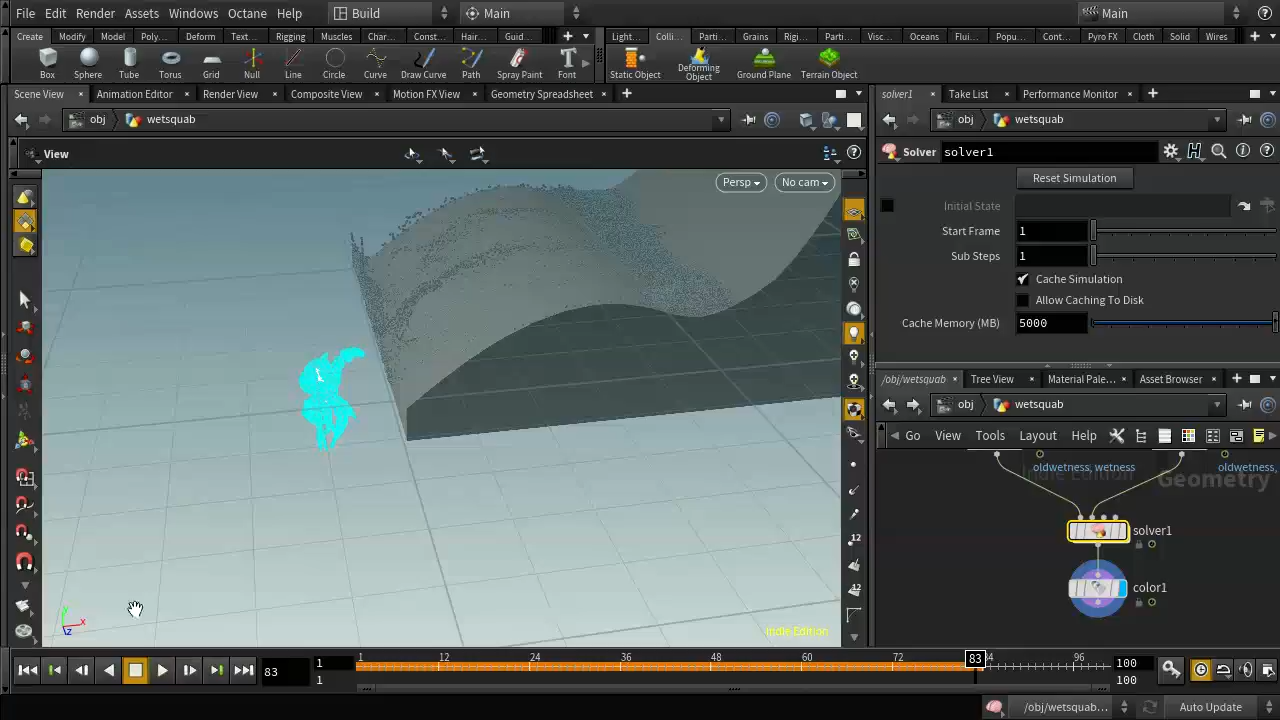 File Edit Render Assets Windows Octane Help Build Main Main
Create Modify Model Poly... Deform Text... Rigging Muscles Char... Const... Hair... Guid... Light... Colli... Parti... Grains Rig... Parti... Visc... Oceans Flui... Popu... Cont... Pyro FX Cloth Solid Wires
Box Sphere Tube Torus Grid Null Line Circle Curve Draw Curve Path Spray Paint Font Static Object Deforming Object Ground Plane Terrain Object
Scene View Animation Editor Render View Composite View Motion FX View Geometry Spreadsheet
solver1 Take List Performance Monitor
obj wetsquab
obj wetsquab
View
Solver solver1
Persp No cam
Reset Simulation
Initial State
Start Frame 1
Sub Steps 1
Cache Simulation
Allow Caching To Disk
Cache Memory (MB) 5000
/obj/wetsquab Tree View Material Pale... Asset Browser
obj wetsquab
Go View Tools Layout Help
oldwetness, wetness oldwetness,
Indie Edition Geometry
solver1
color1
12
12
y
x
z
Indie Edition
83
1 1
1 12 24 36 48 60 72 83 84 96
100 100
/obj/wetsquab... Auto Update